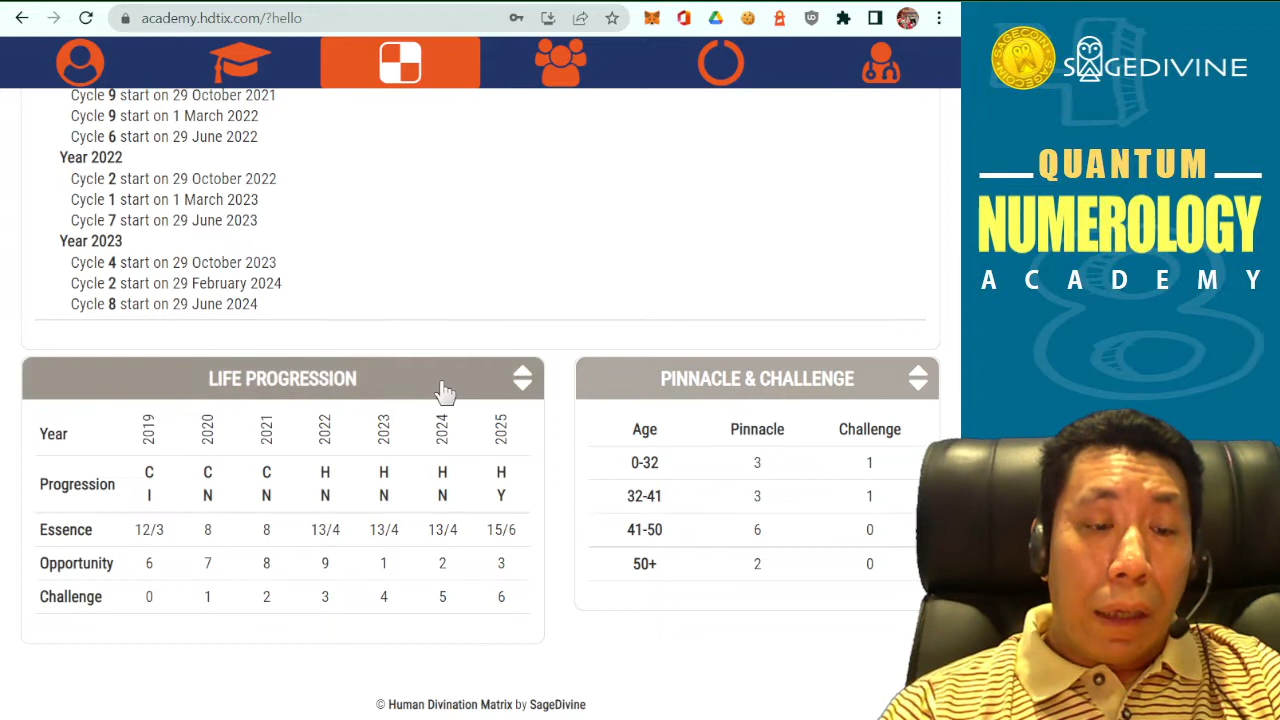 academy.hdtix.com/?hello
Cycle 9 start on 29 October 2021
Cycle 9 start on 1 March 2022
Cycle 6 start on 29 June 2022
Year 2022
Cycle 2 start on 29 October 2022
Cycle 1 start on 1 March 2023
Cycle 7 start on 29 June 2023
Year 2023
Cycle 4 start on 29 October 2023
Cycle 2 start on 29 February 2024
Cycle 8 start on 29 June 2024
LIFE PROGRESSION
Year 2019 2020 2021 2022 2023 2024 2025
C C C H H H H
Progression
I N N N N N Y
Essence 12/3 8 8 13/4 13/4 13/4 15/6
Opportunity 6 7 8 9 1 2 3
Challenge 0 1 2 3 4 5 6
PINNACLE & CHALLENGE
Age Pinnacle Challenge
0-32 3 1
32-41 3 1
41-50 6 0
50+ 2 0
© Human Divination Matrix by SageDivine
SAGECOIN
SAGECOIN
SAGEDIVINE
QUANTUM
NUMEROLOGY
ACADEMY